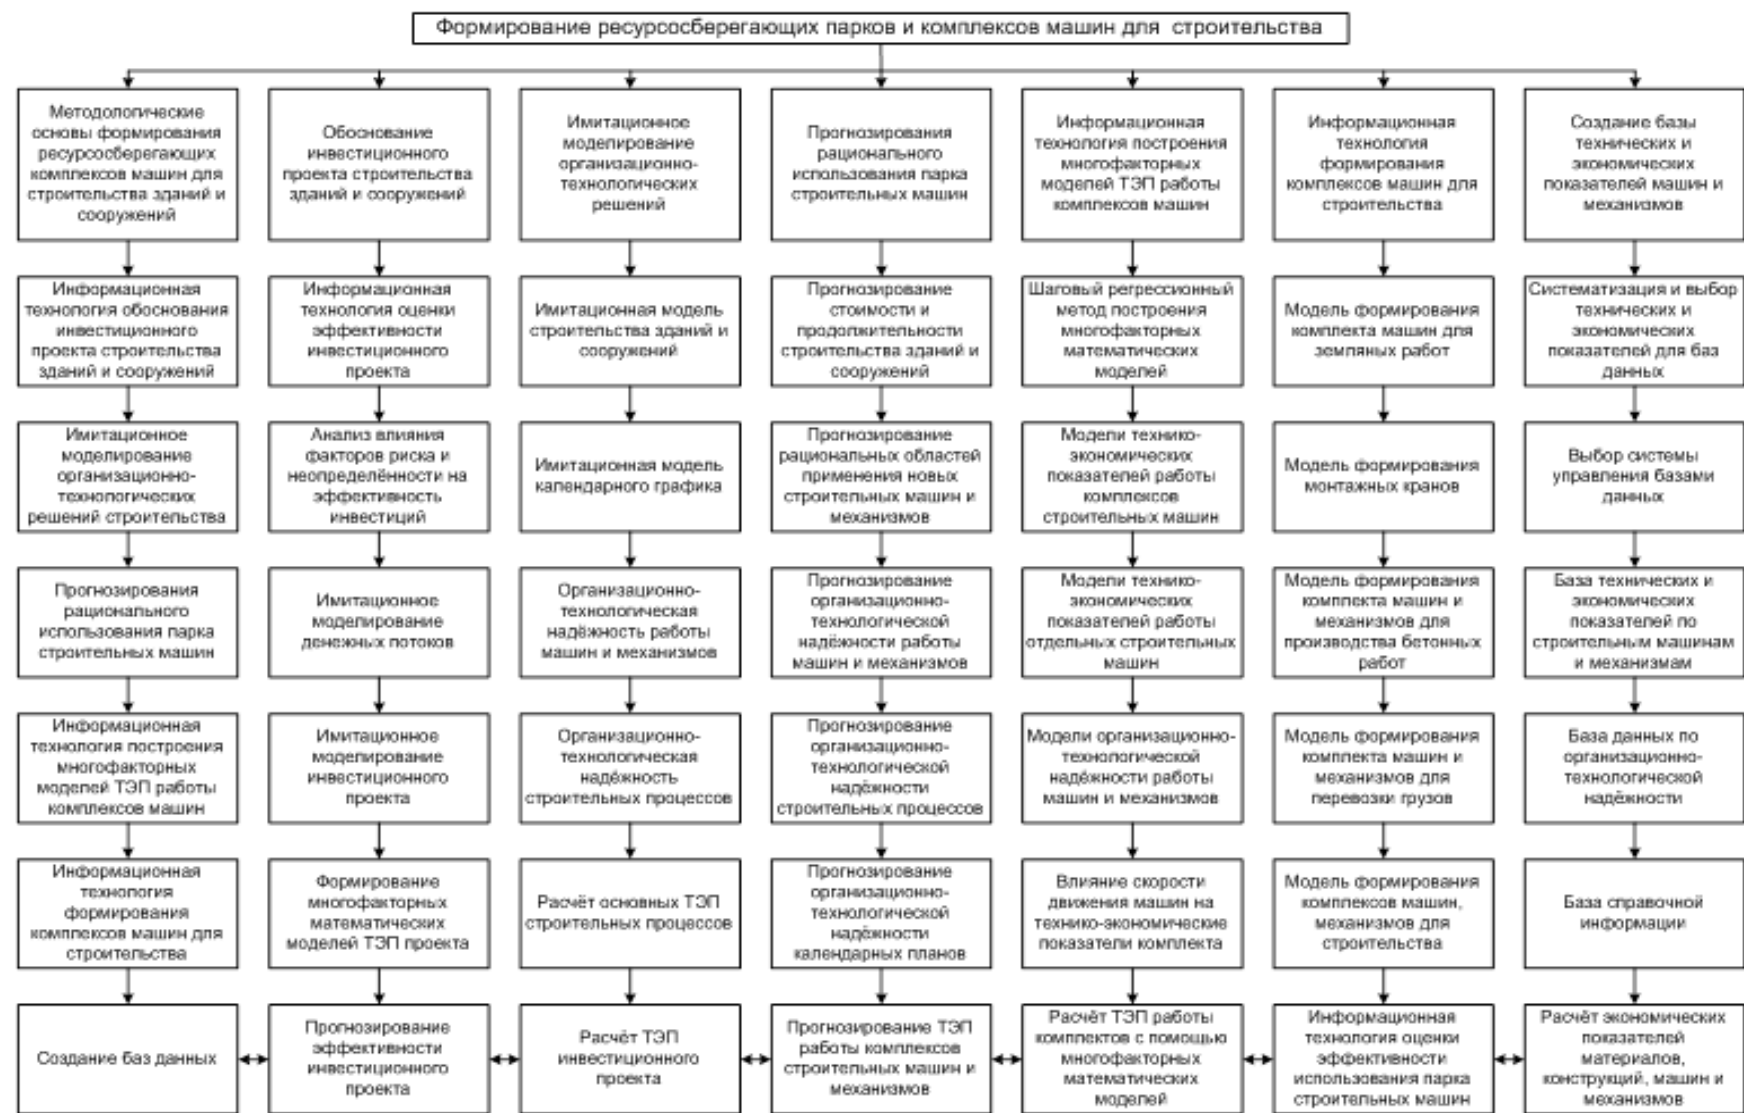 Формирование ресурсосберегающих парков и комплексов машин для строительства
Методологические
основы формирования
ресурсосберегающих
комплексов машин для
строительства зданий и
сооружений
Обоснование
инвестиционного
проекта строительства
зданий и сооружений
Имитационное
моделирование
организационно-
технологических
решений
Прогнозирования
рационального
использования парка
строительных машин
Информационная
технология построения
многофакторных
моделей ТЭП работы
комплексов машин
Информационная
технология
формирования
комплексов машин для
строительства
Создание базы
технических и
экономических
показателей машин и
механизмов
Информационная
технология обоснования
инвестиционного
проекта строительства
зданий и сооружений
Информационная
технология оценки
эффективности
инвестиционного
проекта
Имитационная модель
строительства зданий и
сооружений
Прогнозирование
стоимости и
продолжительности
строительства зданий и
сооружений
Шаговый регрессионный
метод построения
многофакторных
математических
моделей
Модель формирования
комплекта машин для
земляных работ
Систематизация и выбор
технических и
экономических
показателей для баз
данных
Имитационное
моделирование
организационно-
технологических
решений строительства
Анализ влияния
факторов риска и
неопределённости на
эффективность
инвестиций
Имитационная модель
календарного графика
Прогнозирование
рациональных областей
применения новых
строительных машин и
механизмов
Модели технико-
экономических
показателей работы
комплексов
строительных машин
Модель формирования
монтажных кранов
Выбор системы
управления базами
данных
Прогнозирования
рационального
использования парка
строительных машин
Имитационное
моделирование
денежных потоков
Организационно-
технологическая
надёжность работы
машин и механизмов
Прогнозирование
организационно-
технологической
надёжности работы
машин и механизмов
Модели технико-
экономических
показателей работы
отдельных строительных
машин
Модель формирования
комплекта машин и
механизмов для
производства бетонных
работ
База технических и
экономических
показателей по
строительным машинам
и механизмам
Информационная
технология построения
многофакторных
моделей ТЭП работы
комплексов машин
Имитационное
моделирование
инвестиционного
проекта
Организационно-
технологическая
надёжность
строительных процессов
Прогнозирование
организационно-
технологической
надёжности
строительных процессов
Модели организационно-
технологической
надёжности работы
машин и механизмов
Модель формирования
комплекта машин и
механизмов для
перевозки грузов
База данных по
организационно-
технологической
надёжности
Информационная
технология
формирования
комплексов машин для
строительства
Формирование
многофакторных
математических
моделей ТЭП проекта
Расчёт основных ТЭП
строительных процессов
Прогнозирование
организационно-
технологической
надёжности
календарных планов
Влияние скорости
движения машин на
технико-экономические
показатели комплекта
Модель формирования
комплексов машин,
механизмов для
строительства
База справочной
информации
Создание баз данных
Прогнозирование
эффективности
инвестиционного
проекта
Расчёт ТЭП
инвестиционного
проекта
Прогнозирование ТЭП
работы комплексов
строительных машин и
механизмов
Расчёт ТЭП работы
комплектов с помощью
многофакторных
математических
моделей
Информационная
технология оценки
эффективности
использования парка
строительных машин
Расчёт экономических
показателей
материалов,
конструкций, машин и
механизмов